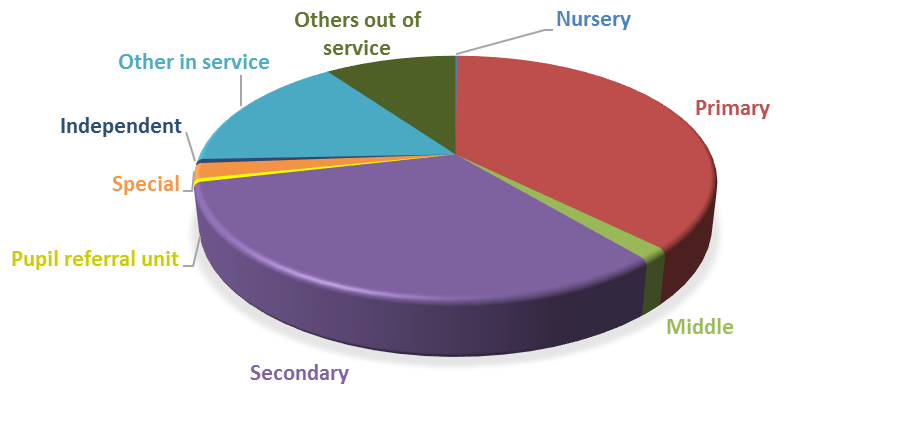 Others out of
service
Nursery
Other in service
Primary
Independent
Special
Pupil referral unit
Middle
Secondary